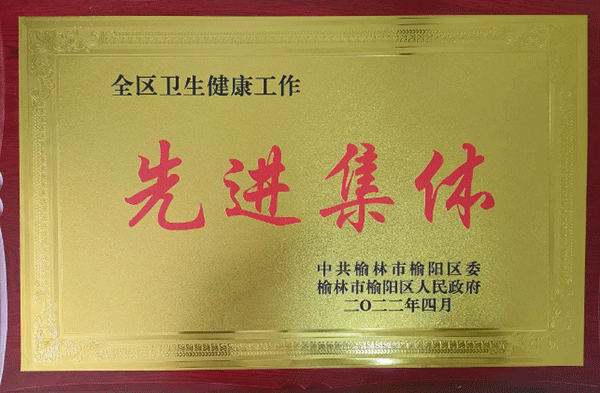 全区卫生健康工作
先进集体
中共榆林市榆阳区委
榆林市榆阳区人民政府
二〇二二年四月